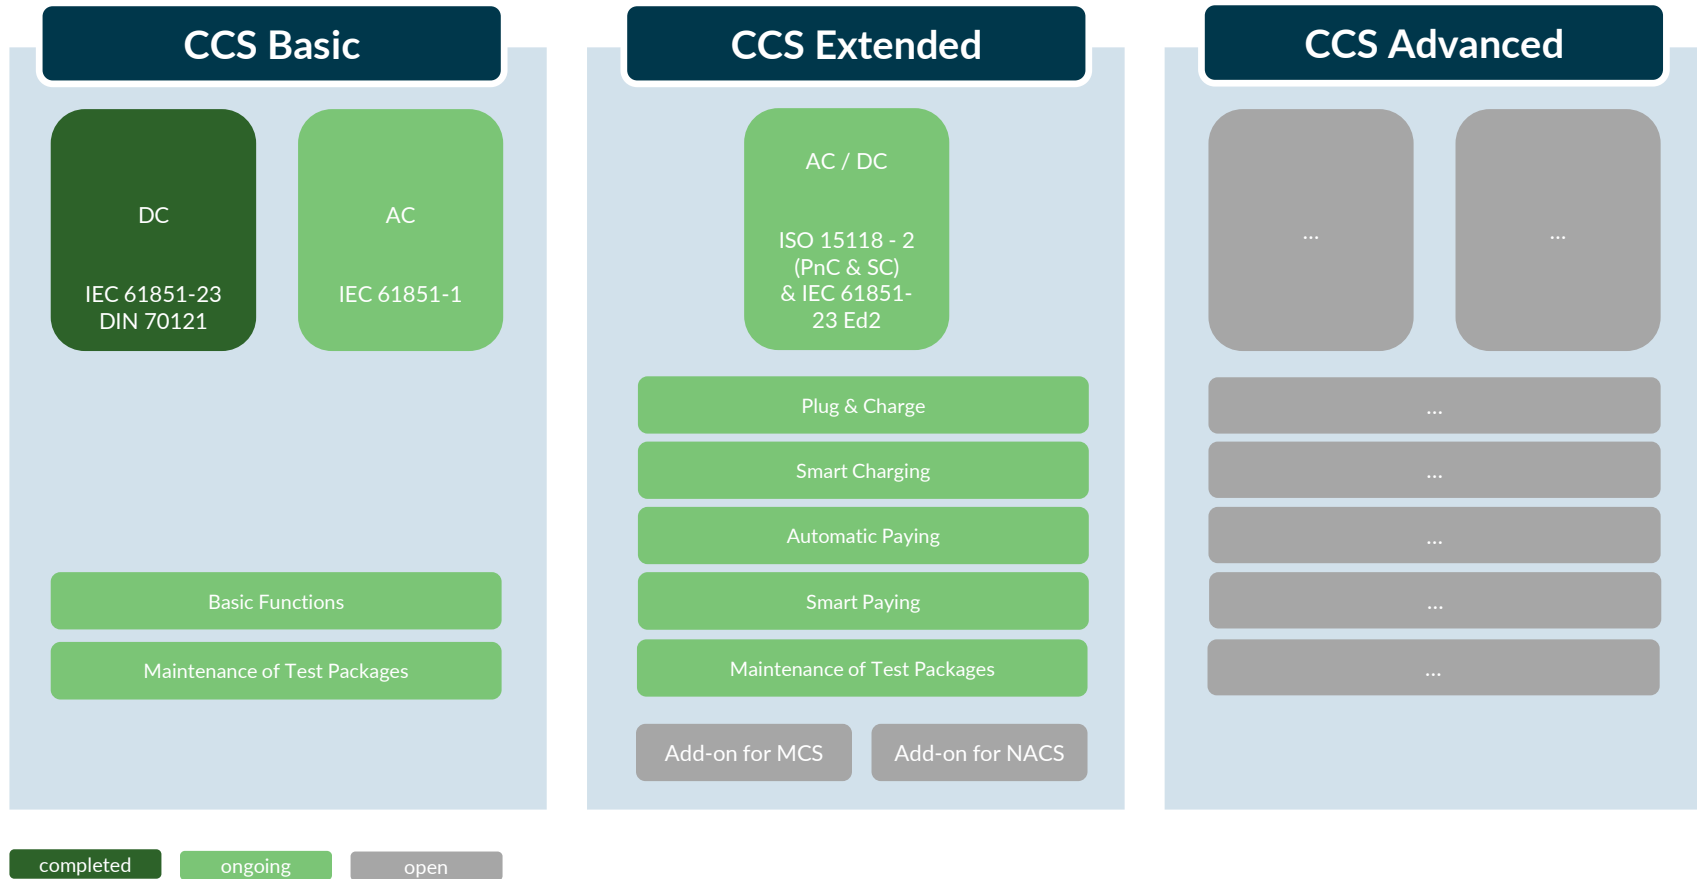 CCS Basic
DC
IEC 61851-23
DIN 70121
AC
IEC 61851-1
Basic Functions
Maintenance of Test Packages
CCS Extended
AC / DC
ISO 15118 - 2
(PnC & SC)
& IEC 61851-
23 Ed2
Plug & Charge
Smart Charging
Automatic Paying
Smart Paying
Maintenance of Test Packages
Add-on for MCS
Add-on for NACS
CCS Advanced
...
...
...
...
...
...
...
completed
ongoing
open